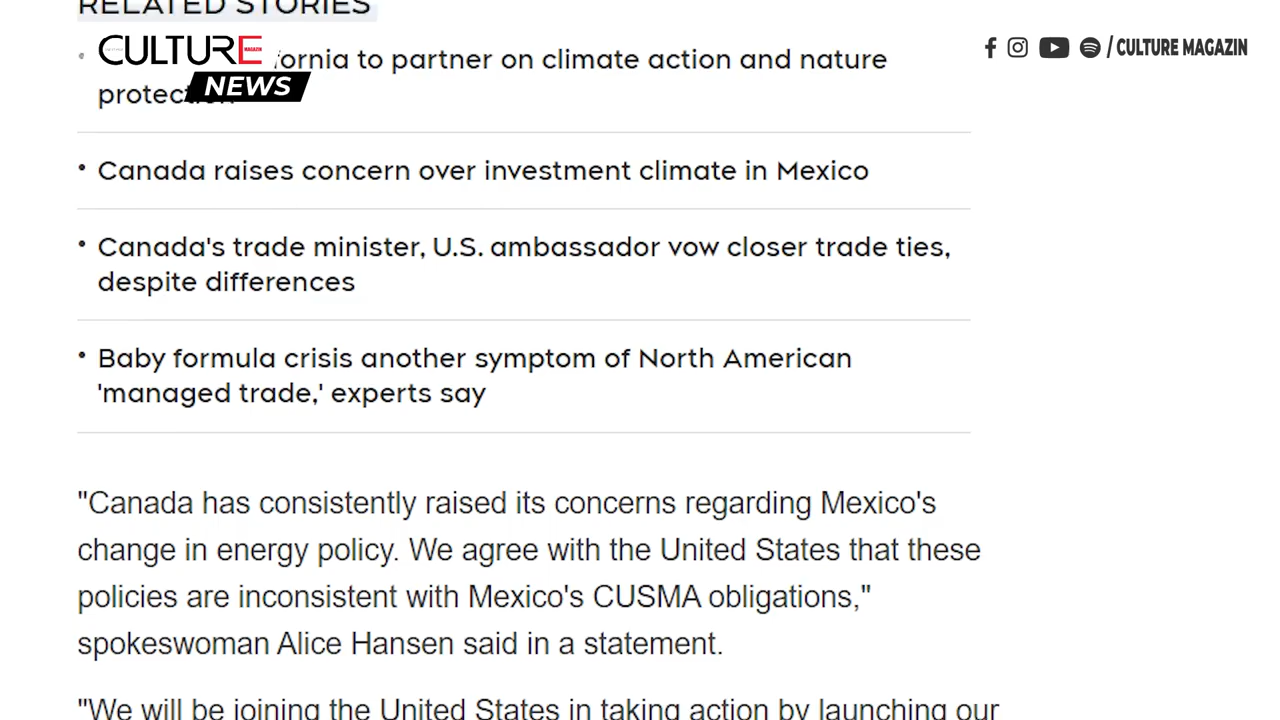 RELATED STORIES
CULTURE MAGAZIN
/ CULTURE MAGAZIN
to partner on climate action and nature
NEWS
• Canada raises concern over investment climate in Mexico
• Canada's trade minister, U.S. ambassador vow closer trade ties,
despite differences
• Baby formula crisis another symptom of North American
'managed trade,' experts say
"Canada has consistently raised its concerns regarding Mexico's
change in energy policy. We agree with the United States that these
policies are inconsistent with Mexico's CUSMA obligations,"
spokeswoman Alice Hansen said in a statement.
"We will be joining the United States in taking action by launching our